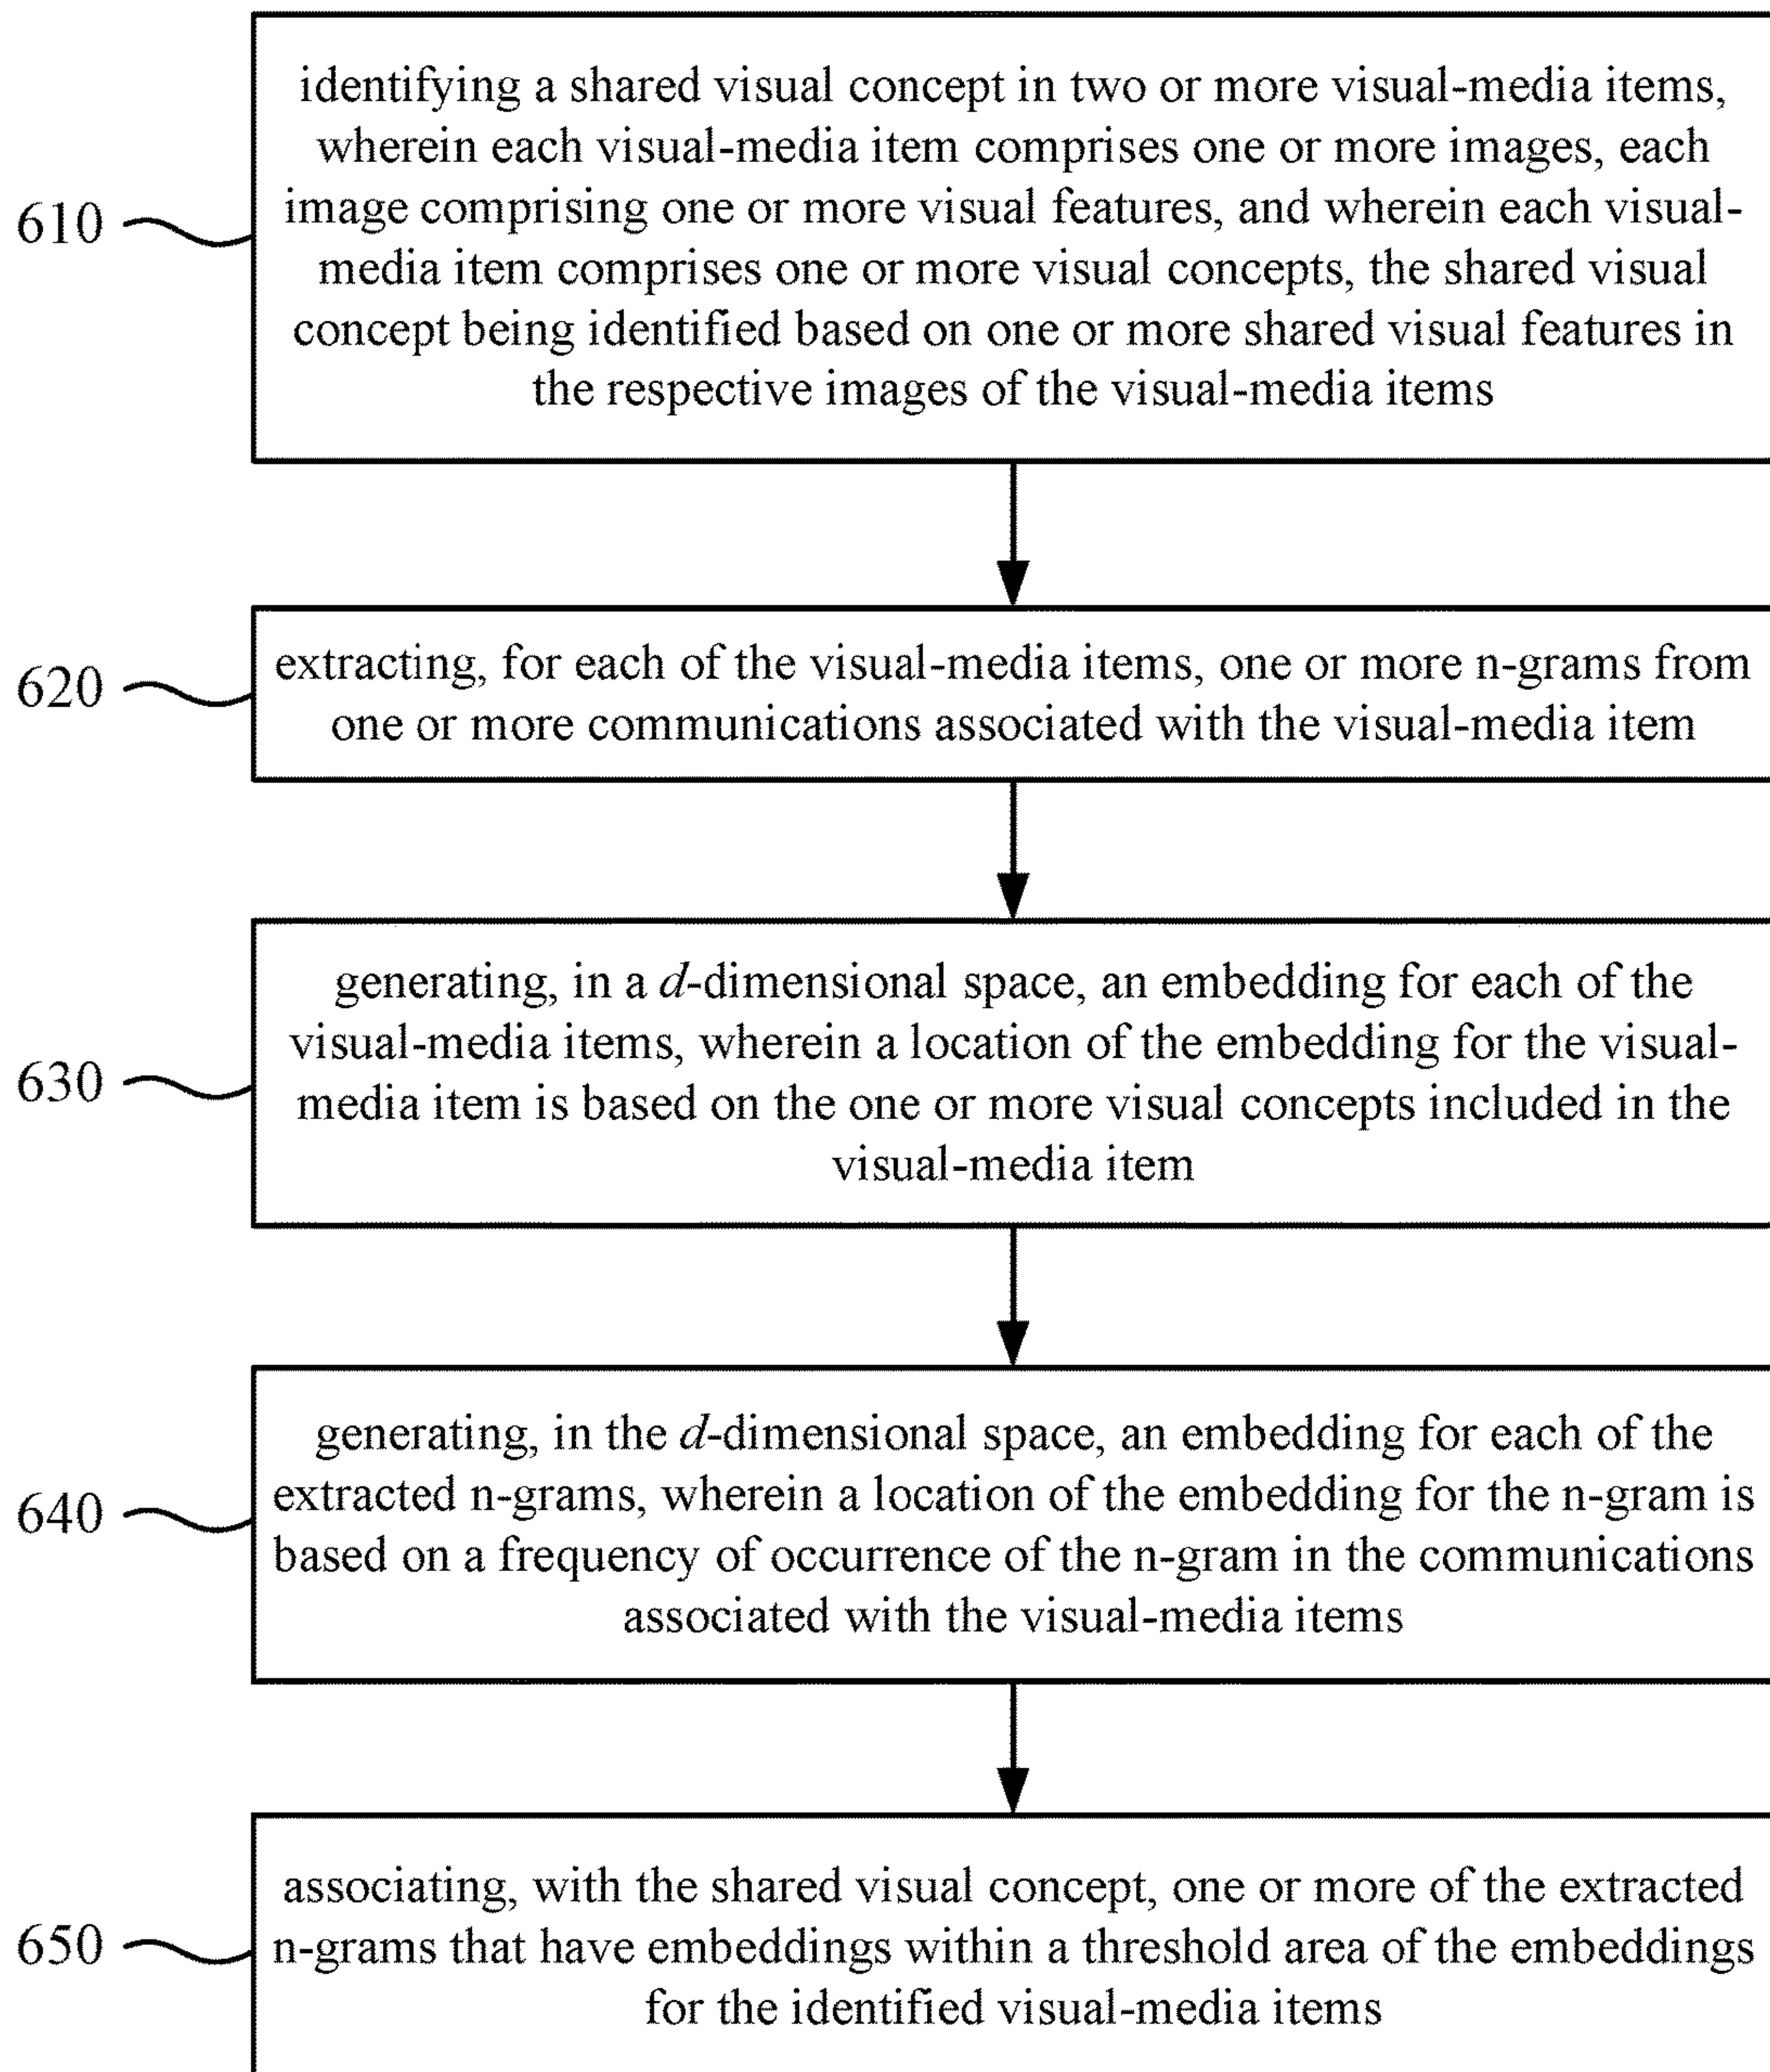 identifying a shared visual concept in two or more visual-media items,
wherein each visual-media item comprises one or more images, each
image comprising one or more visual features, and wherein each visual-
media item comprises one or more visual concepts, the shared visual
concept being identified based on one or more shared visual features in
the respective images of the visual-media items
610
extracting, for each of the visual-media items, one or more n-grams from
one or more communications associated with the visual-media item
620
generating, in a d-dimensional space, an embedding for each of the
visual-media items, wherein a location of the embedding for the visual-
media item is based on the one or more visual concepts included in the
visual-media item
630
generating, in the d-dimensional space, an embedding for each of the
extracted n-grams, wherein a location of the embedding for the n-gram is
based on a frequency of occurrence of the n-gram in the communications
associated with the visual-media items
640
associating, with the shared visual concept, one or more of the extracted
n-grams that have embeddings within a threshold area of the embeddings
for the identified visual-media items
650